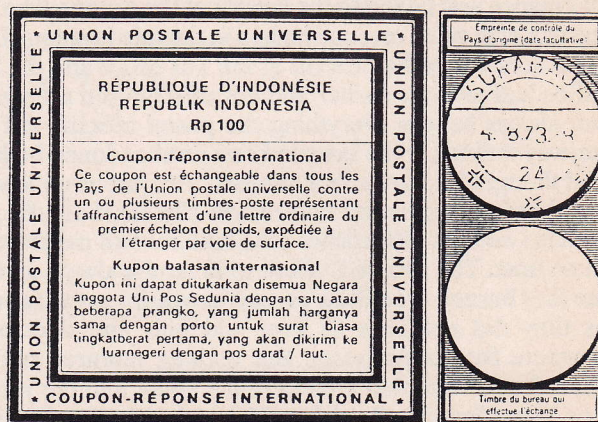 * UNION POSTALE UNIVERSELLE *
UNION POSTALE UNIVERSELLE
UNION POSTALE UNIVERSELLE
RÉPUBLIQUE D'INDONÉSIE
REPUBLIK INDONESIA
Rp 100
Coupon-réponse international
Ce coupon est échangeable dans tous les
Pays de l'Union postale universelle contre
un ou plusieurs timbres-poste représentant
l'affranchissement d'une lettre ordinaire du
premier échelon de poids, expédiée à
l'étranger par voie de surface.
Kupon balasan internasional
Kupon ini dapat ditukarkan disemua Negara
anggota Uni Pos Sedunia dengan satu atau
beberapa prangko, yang jumlah harganya
sama dengan porto untuk surat biasa
tingkatberat pertama, yang akan dikirim ke
luarnegeri dengan pos darat / laut.
* COUPON-RÉPONSE INTERNATIONAL *
Empreinte de contrôle du
Pays d'origine (date facultative)
SURABAJA
4. 8.73.
24
Timbre du bureau qui
effectue l'échange